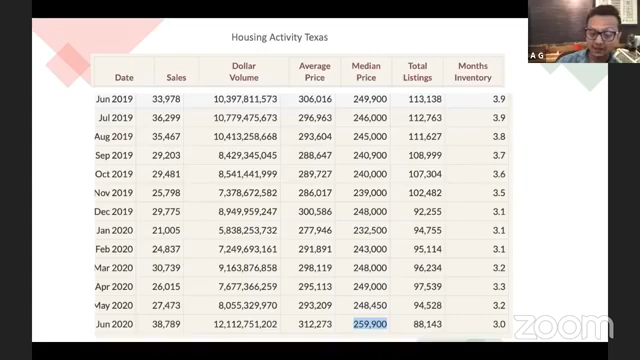 Housing Activity Texas
Date Sales Dollar Volume Average Price Median Price Total Listings Months Inventory
Jun 2019 33,978 10,397,811,573 306,016 249,900 113,138 3.9
Jul 2019 36,299 10,779,475,673 296,963 246,000 112,763 3.9
Aug 2019 35,467 10,413,258,668 293,604 245,000 111,627 3.8
Sep 2019 29,203 8,429,345,045 288,647 240,900 108,999 3.7
Oct 2019 29,481 8,541,441,999 289,727 240,000 107,304 3.6
Nov 2019 25,798 7,378,672,582 286,017 239,000 102,482 3.5
Dec 2019 29,775 8,949,959,247 300,586 248,000 92,255 3.1
Jan 2020 21,005 5,838,253,732 277,946 232,500 94,755 3.1
Feb 2020 24,837 7,249,693,161 291,891 243,000 95,114 3.1
Mar 2020 30,739 9,163,876,858 298,119 248,000 96,234 3.2
Apr 2020 26,015 7,677,366,259 295,113 249,000 97,539 3.3
May 2020 27,473 8,055,329,970 293,209 248,450 94,528 3.2
Jun 2020 38,789 12,112,751,202 312,273 259,900 88,143 3.0
A G
zoom